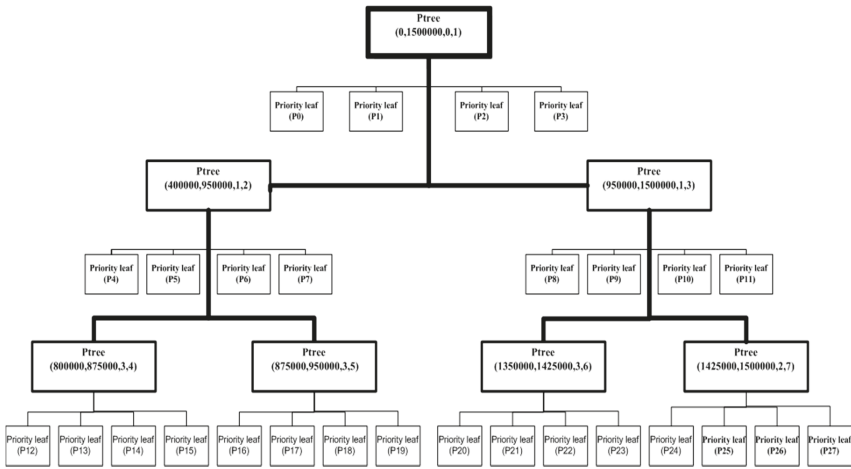 Ptree
(0,1500000,0,1)
Priority leaf
(P0)
Priority leaf
(P1)
Priority leaf
(P2)
Priority leaf
(P3)
Ptree
(400000,950000,1,2)
Ptree
(950000,1500000,1,3)
Priority leaf
(P4)
Priority leaf
(P5)
Priority leaf
(P6)
Priority leaf
(P7)
Priority leaf
(P8)
Priority leaf
(P9)
Priority leaf
(P10)
Priority leaf
(P11)
Ptree
(800000,875000,3,4)
Ptree
(875000,950000,3,5)
Ptree
(1350000,1425000,3,6)
Ptree
(1425000,1500000,2,7)
Priority leaf
(P12)
Priority leaf
(P13)
Priority leaf
(P14)
Priority leaf
(P15)
Priority leaf
(P16)
Priority leaf
(P17)
Priority leaf
(P18)
Priority leaf
(P19)
Priority leaf
(P20)
Priority leaf
(P21)
Priority leaf
(P22)
Priority leaf
(P23)
Priority leaf
(P24)
Priority leaf
(P25)
Priority leaf
(P26)
Priority leaf
(P27)